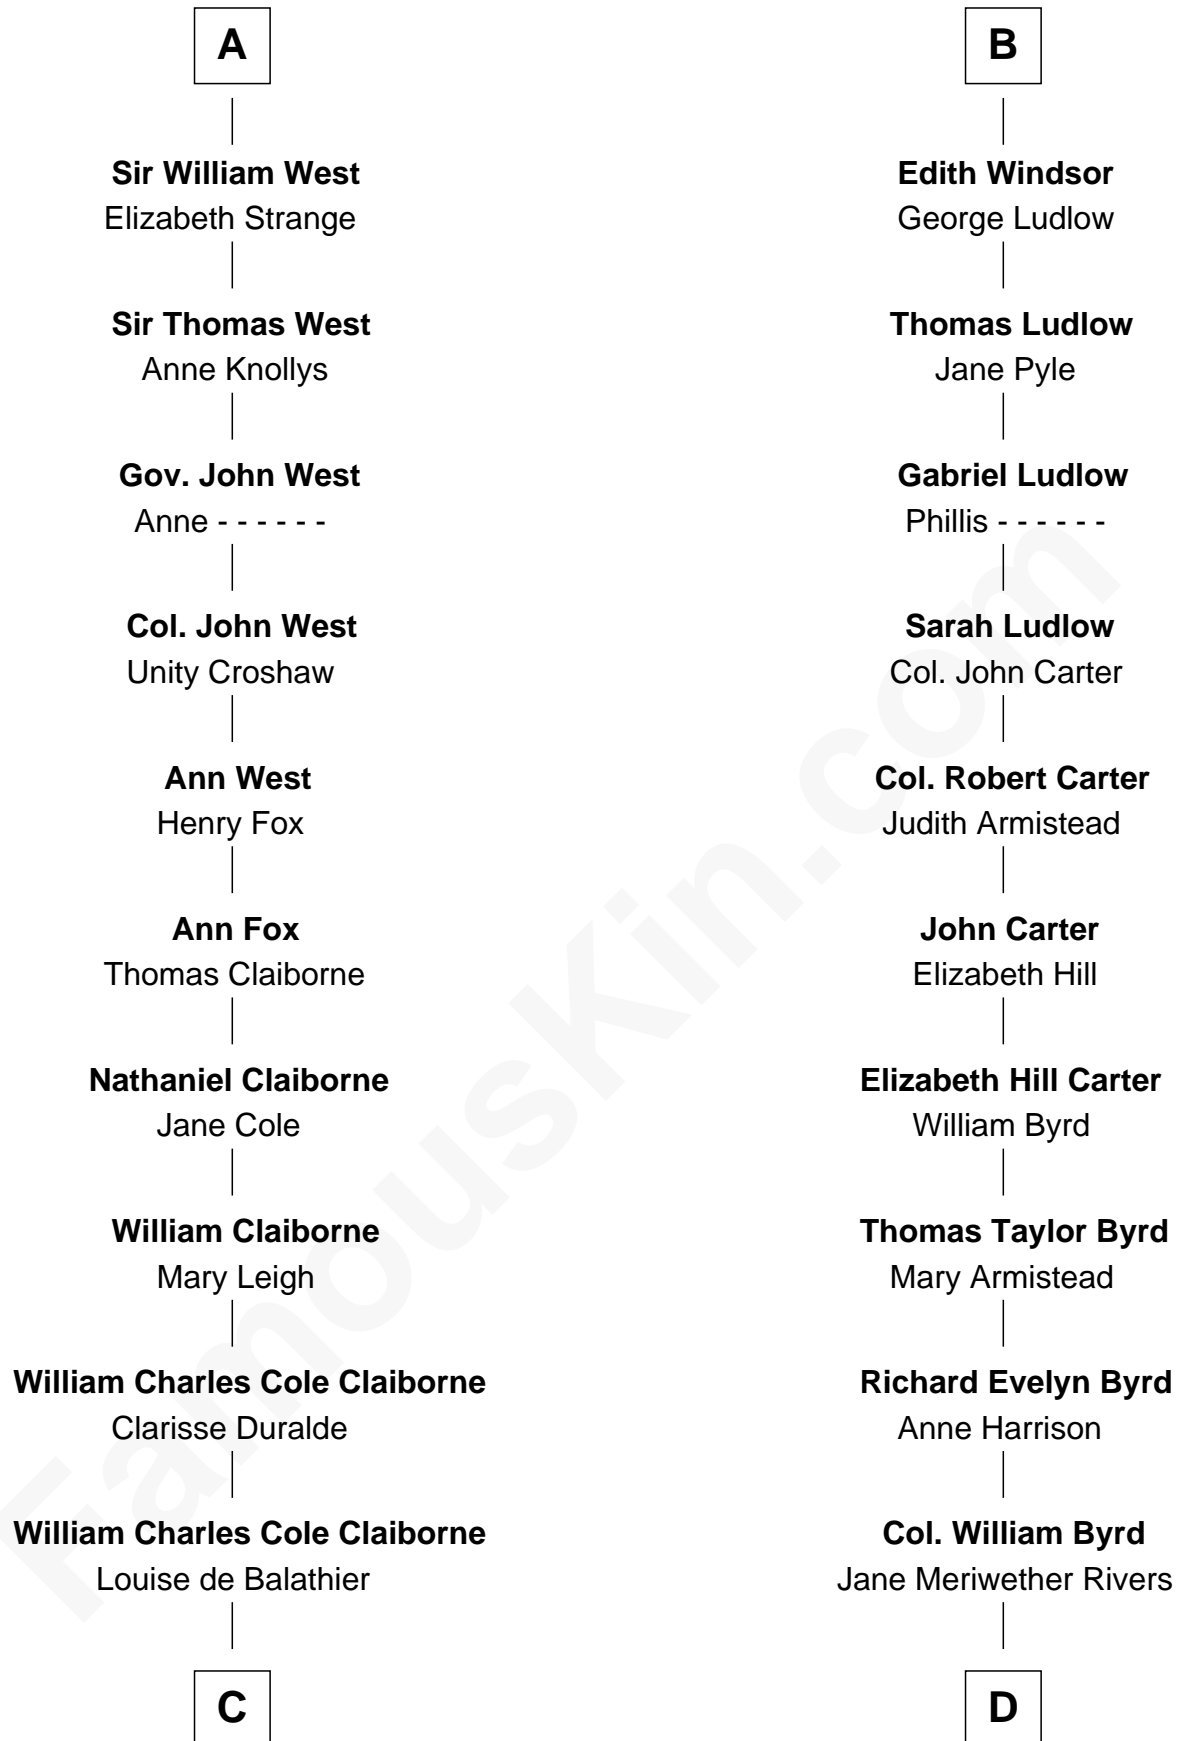 A
Sir William West
Elizabeth Strange
Sir Thomas West
Anne Knollys
Gov. John West
Anne - - - - - -
Col. John West
Unity Croshaw
Ann West
Henry Fox
Ann Fox
Thomas Claiborne
Nathaniel Claiborne
Jane Cole
William Claiborne
Mary Leigh
William Charles Cole Claiborne
Clarisse Duralde
William Charles Cole Claiborne
Louise de Balathier
C
B
Edith Windsor
George Ludlow
Thomas Ludlow
Jane Pyle
Gabriel Ludlow
Phillis - - - - - -
Sarah Ludlow
Col. John Carter
Col. Robert Carter
Judith Armistead
John Carter
Elizabeth Hill
Elizabeth Hill Carter
William Byrd
Thomas Taylor Byrd
Mary Armistead
Richard Evelyn Byrd
Anne Harrison
Col. William Byrd
Jane Meriwether Rivers
D
FamousKin.com